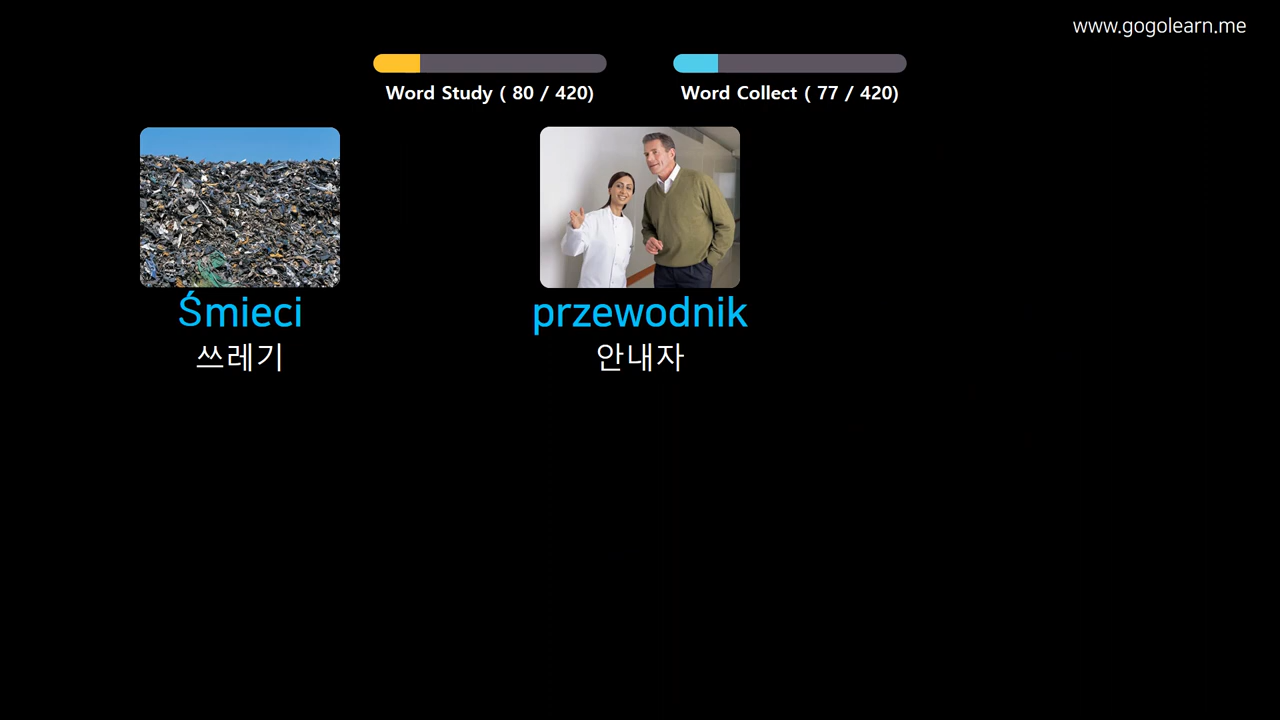 www.gogolearn.me
Word Study ( 80 / 420)
Word Collect ( 77 / 420)
Śmieci
쓰레기
przewodnik
안내자